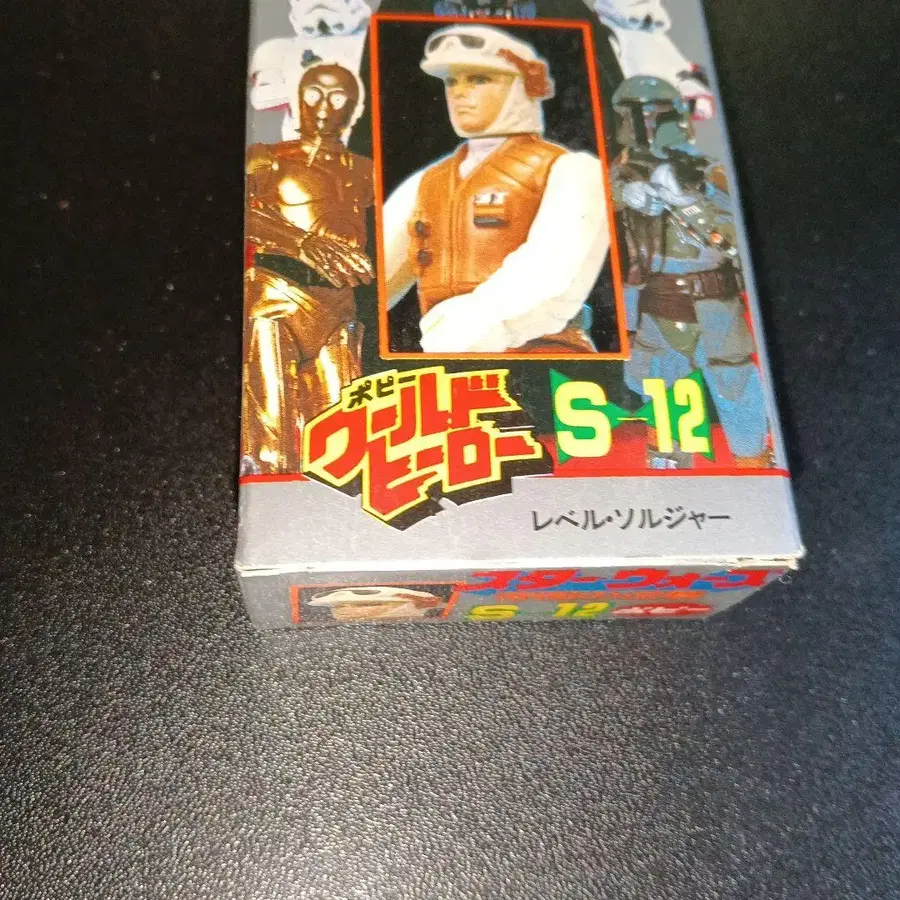 ポピー
ワールド
ヒーロー
S-12
レベル・ソルジャー
スター・ウォーズ
S-12 ポピー